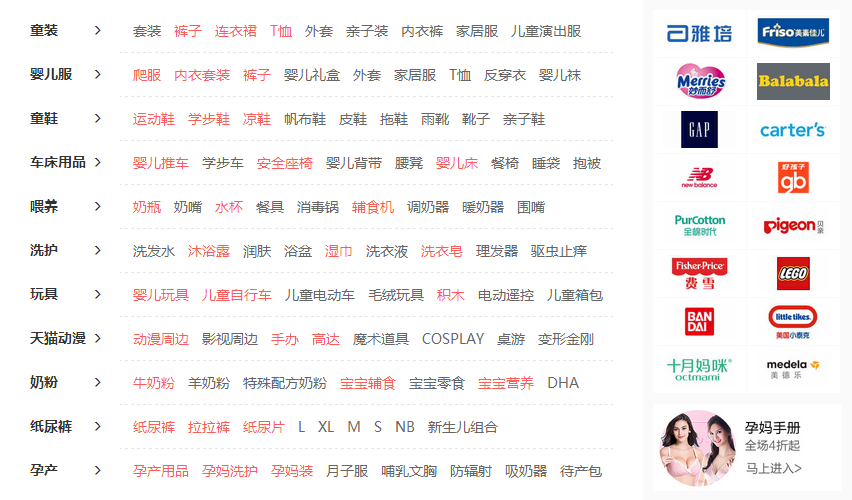 童装 > 套装 裤子 连衣裙 T恤 外套 亲子装 内衣裤 家居服 儿童演出服
婴儿服 > 爬服 内衣套装 裤子 婴儿礼盒 外套 家居服 T恤 反穿衣 婴儿袜
童鞋 > 运动鞋 学步鞋 凉鞋 帆布鞋 皮鞋 拖鞋 雨靴 靴子 亲子鞋
车床用品 > 婴儿推车 学步车 安全座椅 婴儿背带 腰凳 婴儿床 餐椅 睡袋 抱被
喂养 > 奶瓶 奶嘴 水杯 餐具 消毒锅 辅食机 调奶器 暖奶器 围嘴
洗护 > 洗发水 沐浴露 润肤 浴盆 湿巾 洗衣液 洗衣皂 理发器 驱虫止痒
玩具 > 婴儿玩具 儿童自行车 儿童电动车 毛绒玩具 积木 电动遥控 儿童箱包
天猫动漫 > 动漫周边 影视周边 手办 高达 魔术道具 COSPLAY 桌游 变形金刚
奶粉 > 牛奶粉 羊奶粉 特殊配方奶粉 宝宝辅食 宝宝零食 宝宝营养 DHA
纸尿裤 > 纸尿裤 拉拉裤 纸尿片 L XL M S NB 新生儿组合
孕产 > 孕产用品 孕妈洗护 孕妈装 月子服 哺乳文胸 防辐射 吸奶器 待产包
雅培 Friso美素佳儿
Merries 妙而舒 Balabala
GAP carter's
NB new balance 好孩子 gb
PurCotton 全棉时代 pigeon 贝亲
Fisher-Price 费雪 LEGO
BANDAI little tikes 美国小泰克
十月妈咪 octmami medela 美德乐
孕妈手册
全场4折起
马上进入>